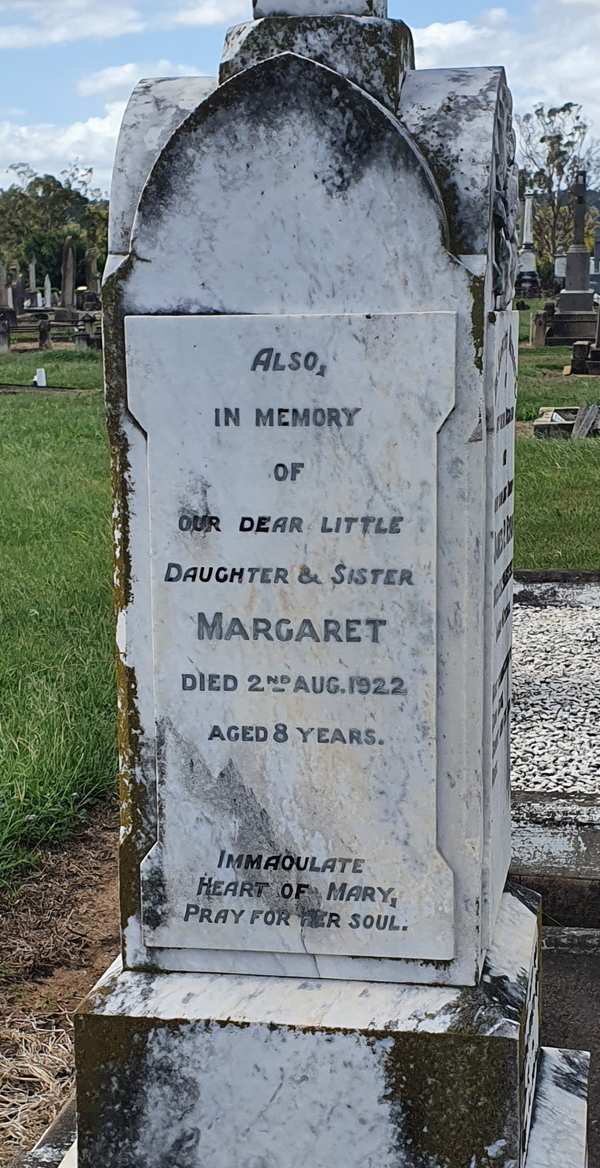 ALSO,
IN MEMORY
OF
OUR DEAR LITTLE
DAUGHTER & SISTER
MARGARET
DIED 2ND AUG. 1922
AGED 8 YEARS.
IMMACULATE
HEART OF MARY,
PRAY FOR HER SOUL.